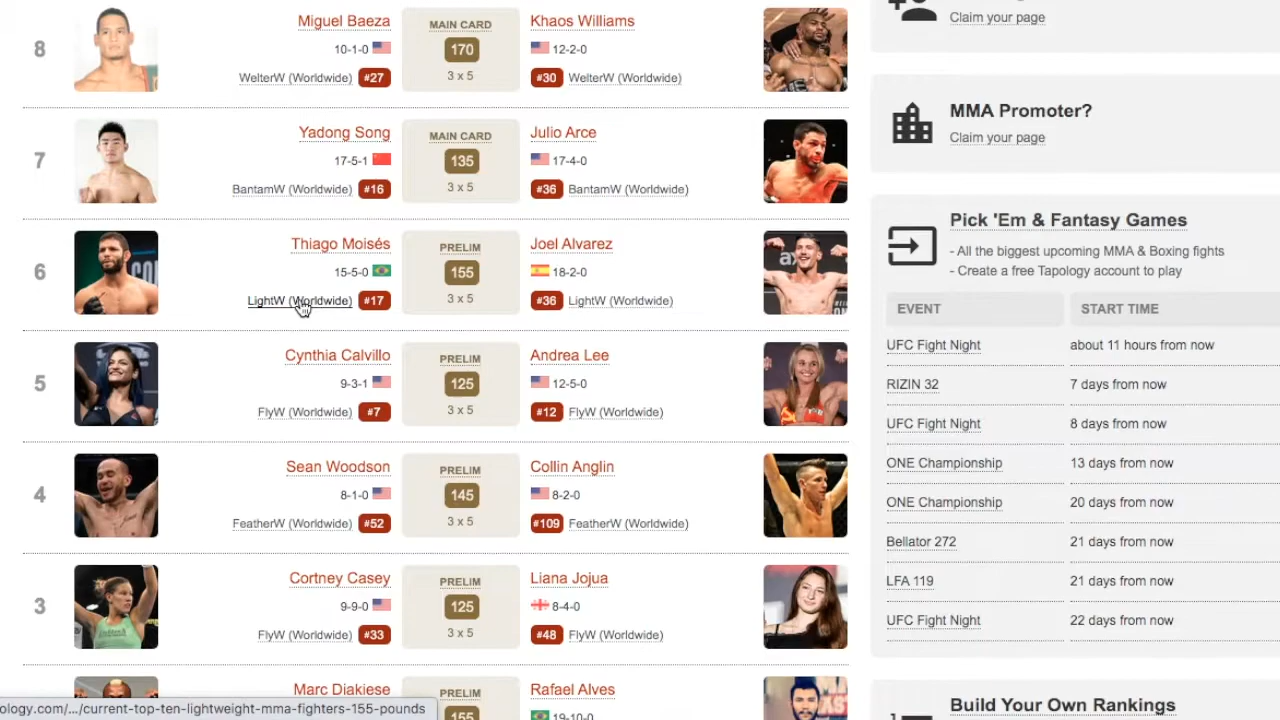 8
Miguel Baeza
10-1-0
WelterW (Worldwide) #27
MAIN CARD
170
3 x 5
Khaos Williams
12-2-0
#30 WelterW (Worldwide)
7
Yadong Song
17-5-1
BantamW (Worldwide) #16
MAIN CARD
135
3 x 5
Julio Arce
17-4-0
#36 BantamW (Worldwide)
6
Thiago Moisés
15-5-0
LightW (Worldwide) #17
PRELIM
155
3 x 5
Joel Alvarez
18-2-0
#36 LightW (Worldwide)
5
Cynthia Calvillo
9-3-1
FlyW (Worldwide) #7
PRELIM
125
3 x 5
Andrea Lee
12-5-0
#12 FlyW (Worldwide)
4
Sean Woodson
8-1-0
FeatherW (Worldwide) #52
PRELIM
145
3 x 5
Collin Anglin
8-2-0
#109 FeatherW (Worldwide)
3
Cortney Casey
9-9-0
FlyW (Worldwide) #33
PRELIM
125
3 x 5
Liana Jojua
8-4-0
#48 FlyW (Worldwide)
Marc Diakiese
PRELIM
155
Rafael Alves
19-10-0
ology.com/.../current-top-ten-lightweight-mma-fighters-155-pounds
Claim your page
MMA Promoter?
Claim your page
Pick 'Em & Fantasy Games
- All the biggest upcoming MMA & Boxing fights
- Create a free Tapology account to play
EVENT START TIME
UFC Fight Night about 11 hours from now
RIZIN 32 7 days from now
UFC Fight Night 8 days from now
ONE Championship 13 days from now
ONE Championship 20 days from now
Bellator 272 21 days from now
LFA 119 21 days from now
UFC Fight Night 22 days from now
Build Your Own Rankings